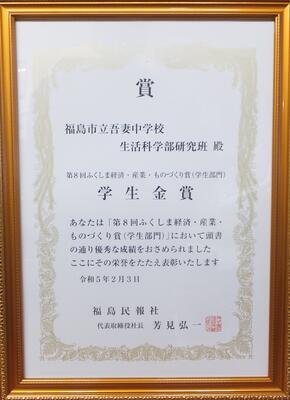 賞
福島市立吾妻中学校
生活科学部研究班 殿
第8回ふくしま経済・産業・ものづくり賞(学生部門)
学生金賞
あなたは「第8回ふくしま経済・産業・
ものづくり賞(学生部門)」において頭書
の通り優秀な成績をおさめられました
ここにその栄誉をたたえ表彰いたします
令和5年2月3日
福島民報社
代表取締役社長 芳見弘一